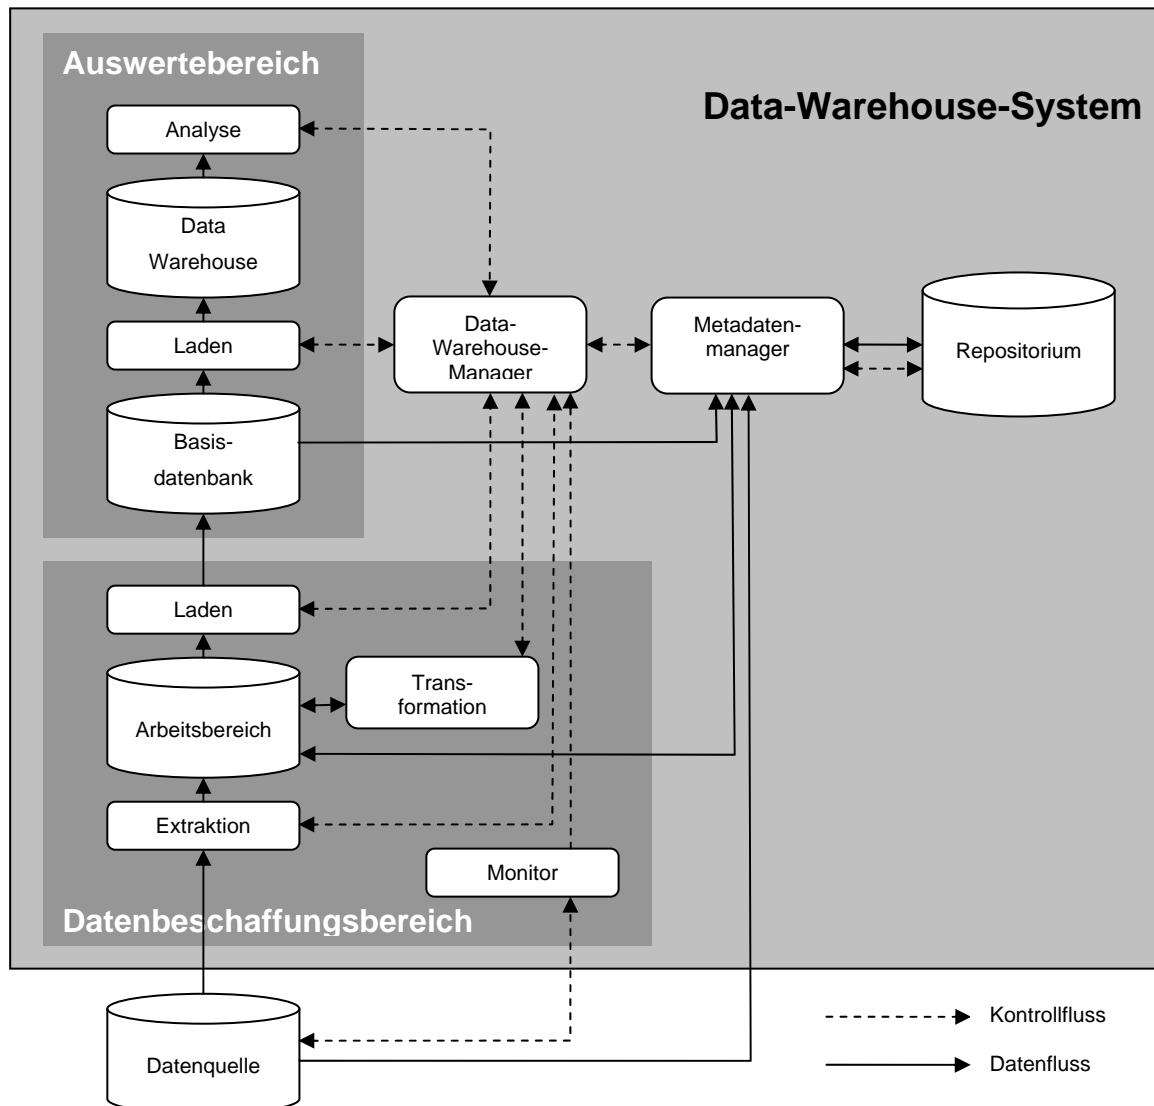 Auswertebereich
Data-Warehouse-System
Analyse
Data
Warehouse
Laden
Data-
Warehouse-
Manager
Metadaten-
manager
Repositorium
Basis-
datenbank
Laden
Trans-
formation
Arbeitsbereich
Extraktion
Monitor
Datenbeschaffungsbereich
Kontrollfluss
Datenquelle
Datenfluss